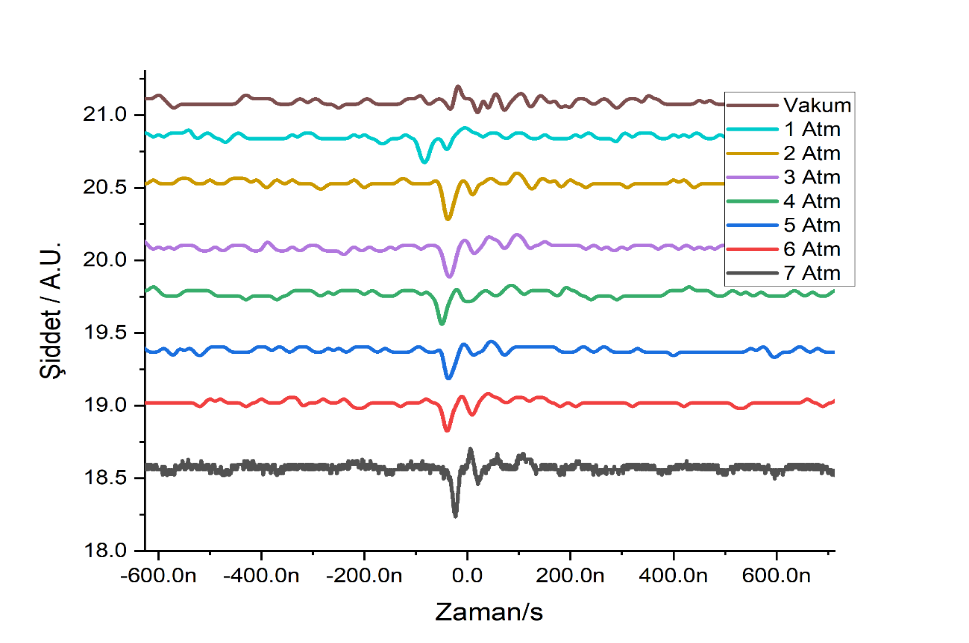 21.0
20.5
20.0
19.5
19.0
18.5
18.0
Şiddet / A.U.
-600.0n -400.0n -200.0n 0.0 200.0n 400.0n 600.0n
Zaman/s
Vakum
1 Atm
2 Atm
3 Atm
4 Atm
5 Atm
6 Atm
7 Atm